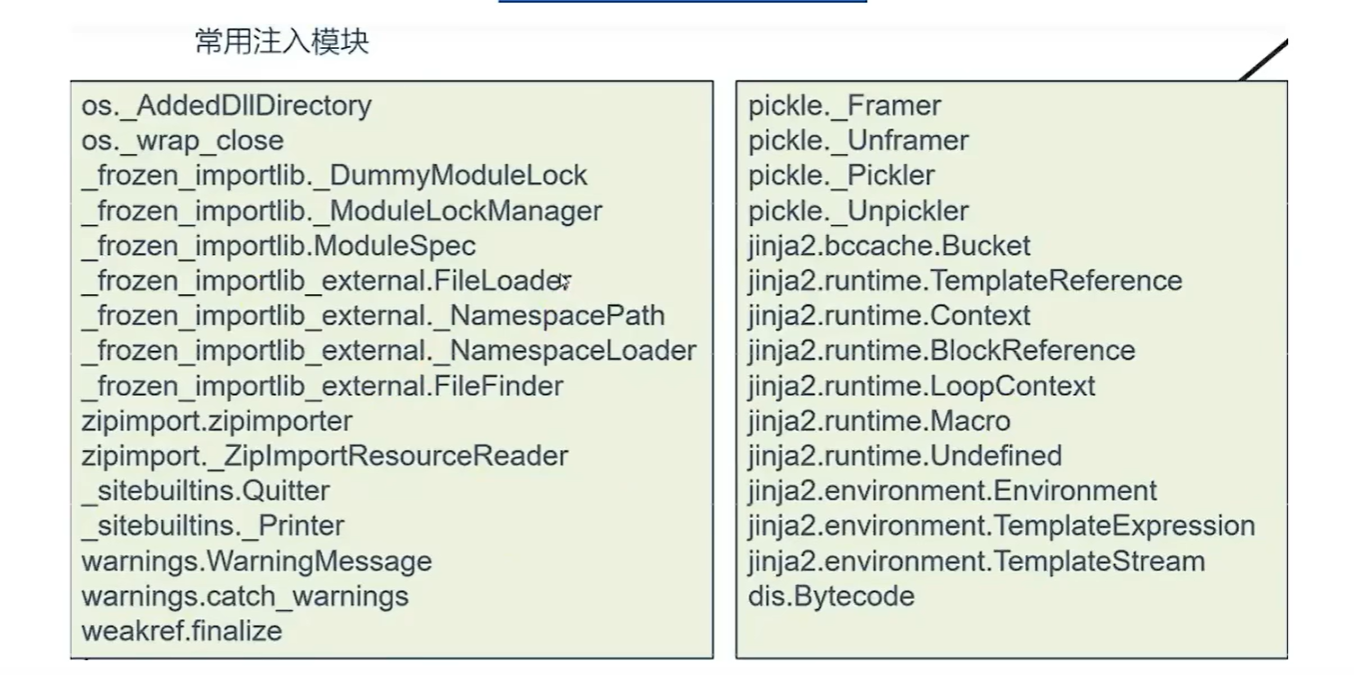 常用注入模块
os._AddedDllDirectory
os._wrap_close
_frozen_importlib._DummyModuleLock
_frozen_importlib._ModuleLockManager
_frozen_importlib.ModuleSpec
_frozen_importlib_external.FileLoader
_frozen_importlib_external._NamespacePath
_frozen_importlib_external._NamespaceLoader
_frozen_importlib_external.FileFinder
zipimport.zipimporter
zipimport._ZipImportResourceReader
_sitebuiltins.Quitter
_sitebuiltins._Printer
warnings.WarningMessage
warnings.catch_warnings
weakref.finalize
pickle._Framer
pickle._Unframer
pickle._Pickler
pickle._Unpickler
jinja2.bccache.Bucket
jinja2.runtime.TemplateReference
jinja2.runtime.Context
jinja2.runtime.BlockReference
jinja2.runtime.LoopContext
jinja2.runtime.Macro
jinja2.runtime.Undefined
jinja2.environment.Environment
jinja2.environment.TemplateExpression
jinja2.environment.TemplateStream
dis.Bytecode